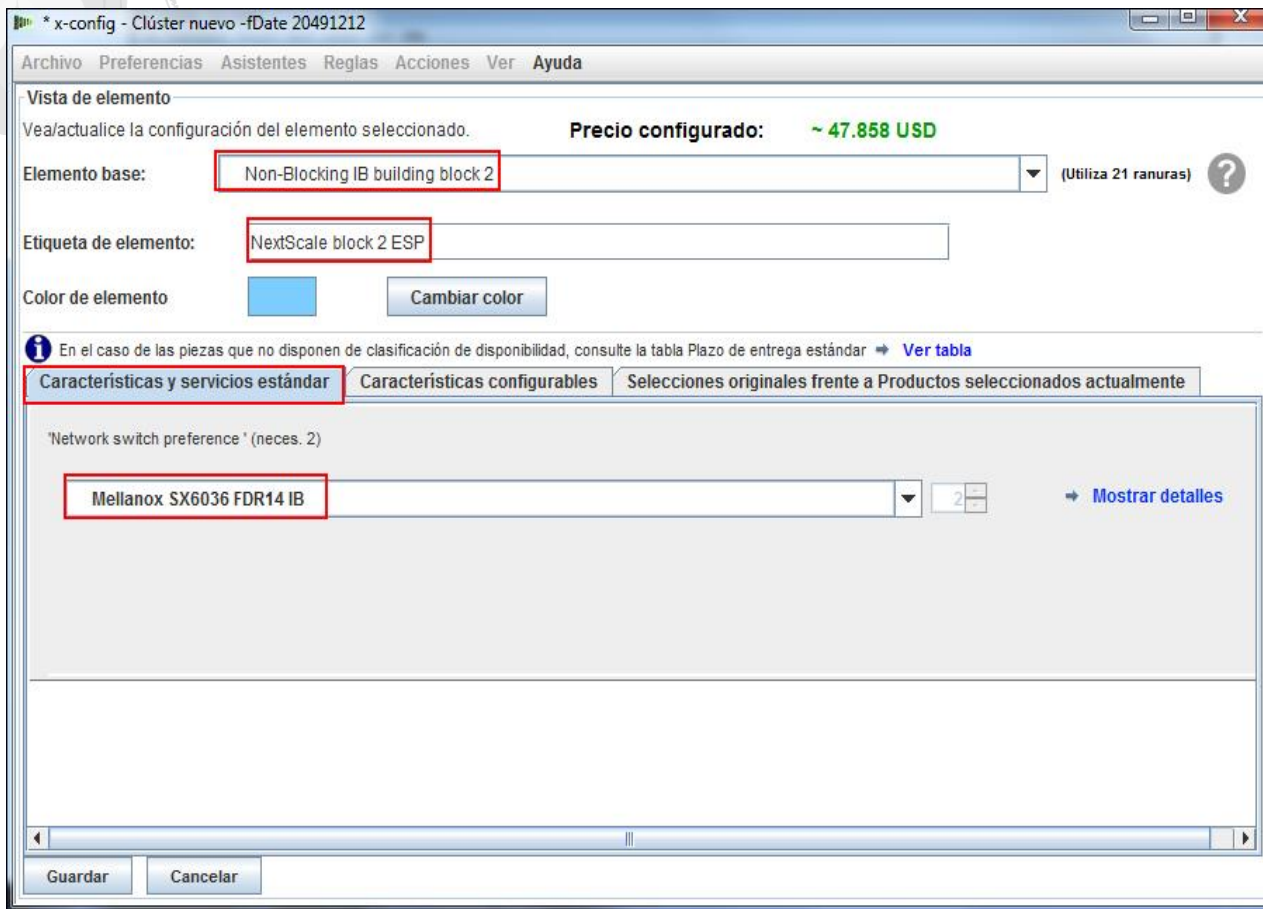 * x-config - Clúster nuevo -fDate 20491212
Archivo Preferencias Asistentes Reglas Acciones Ver Ayuda
Vista de elemento
Vea/actualice la configuración del elemento seleccionado. Precio configurado: ~ 47.858 USD
Elemento base: Non-Blocking IB building block 2 (Utiliza 21 ranuras) ?
Etiqueta de elemento: NextScale block 2 ESP
Color de elemento Cambiar color
i En el caso de las piezas que no disponen de clasificación de disponibilidad, consulte la tabla Plazo de entrega estándar ➔ Ver tabla
Características y servicios estándar Características configurables Selecciones originales frente a Productos seleccionados actualmente
'Network switch preference ' (neces. 2)
Mellanox SX6036 FDR14 IB 2 ➔ Mostrar detalles
Guardar Cancelar